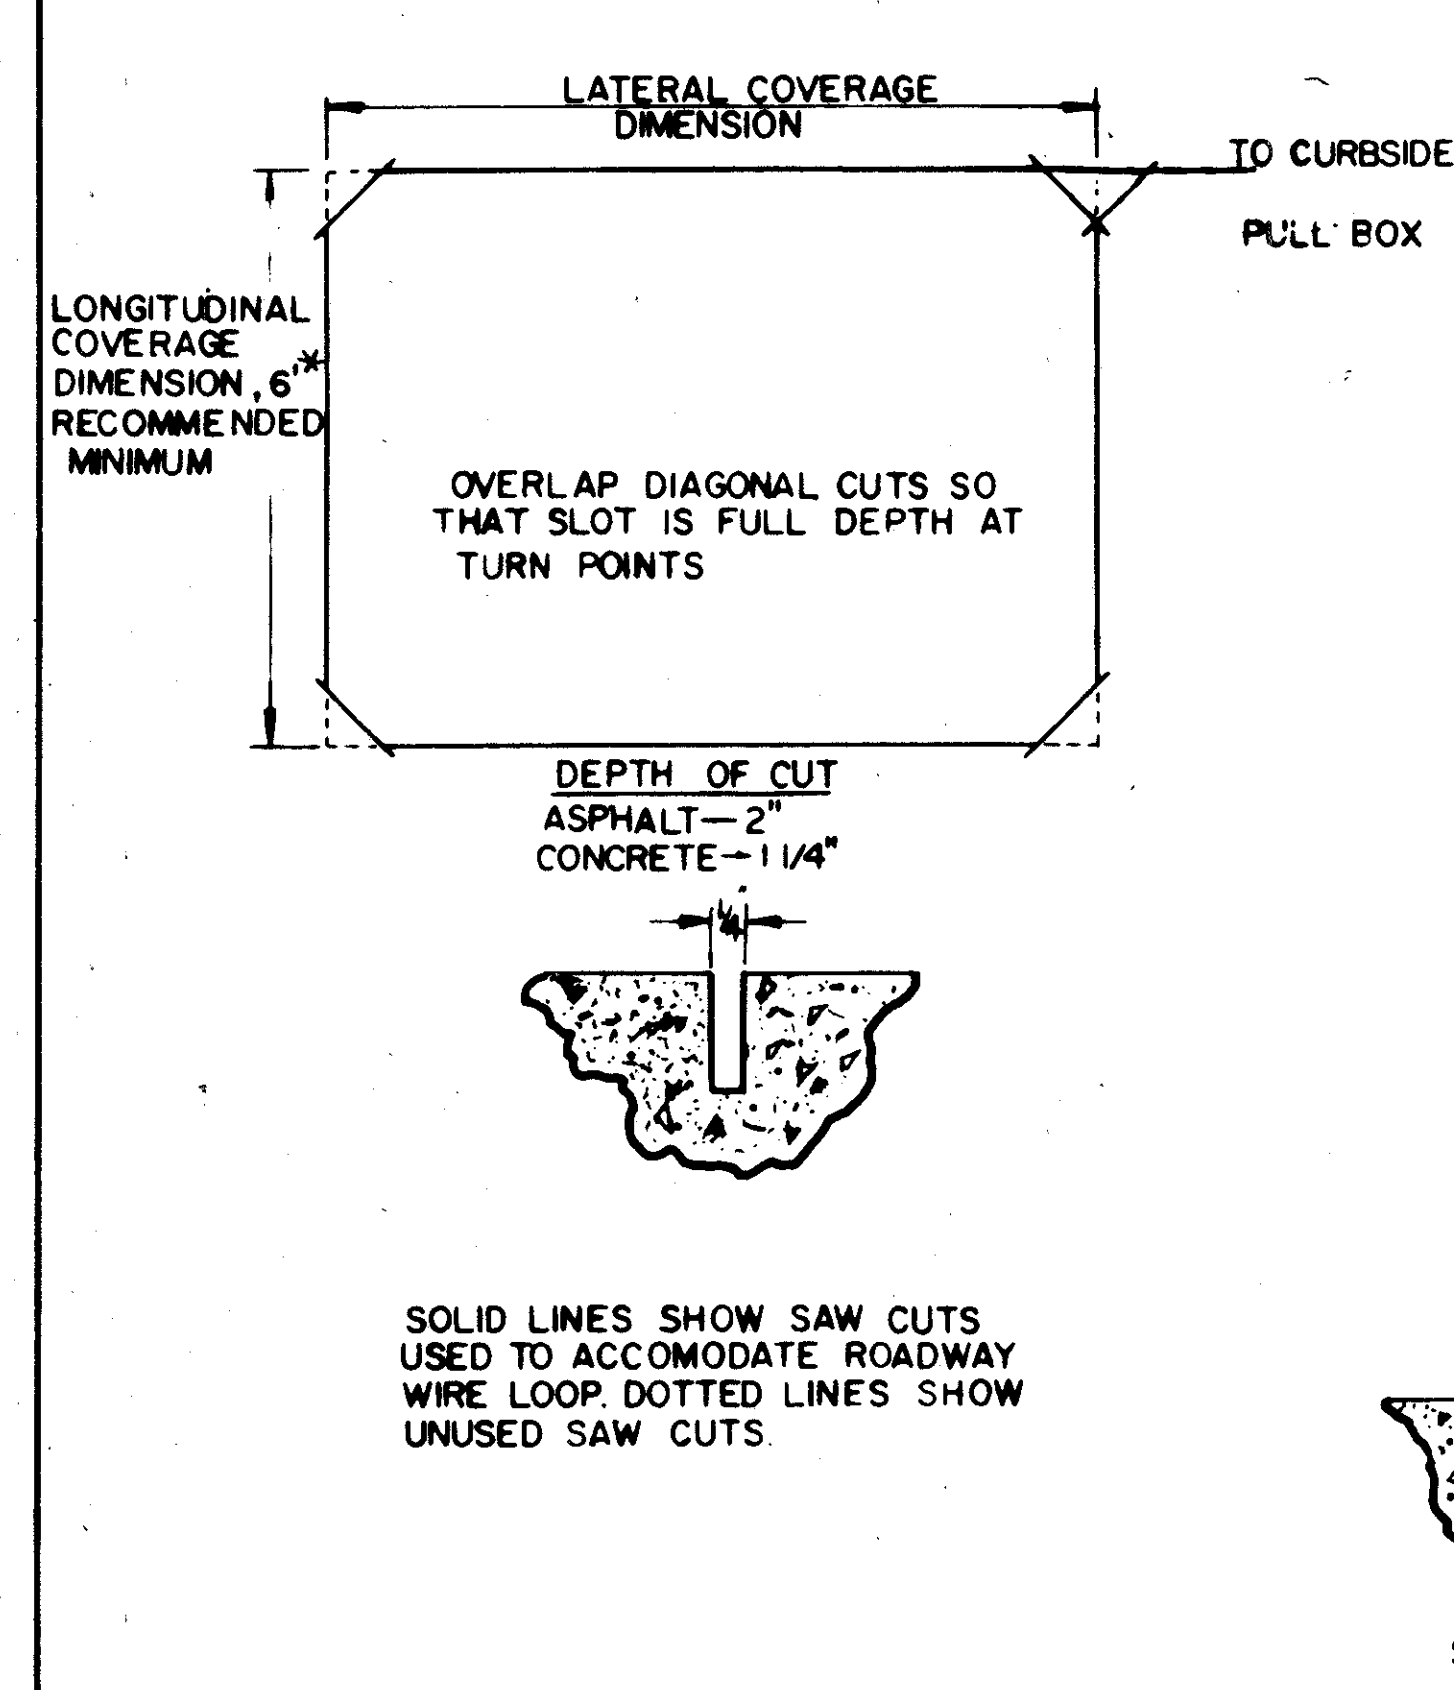 LATERAL COVERAGE
DIMENSION
TO CURBSIDE
PULL BOX
LONGITUDINAL
COVERAGE
DIMENSION, 6'*
RECOMMENDED
MINIMUM
OVERLAP DIAGONAL CUTS SO
THAT SLOT IS FULL DEPTH AT
TURN POINTS
DEPTH OF CUT
ASPHALT—2"
CONCRETE—1 1/4"
1/4"
SOLID LINES SHOW SAW CUTS
USED TO ACCOMODATE ROADWAY
WIRE LOOP. DOTTED LINES SHOW
UNUSED SAW CUTS.